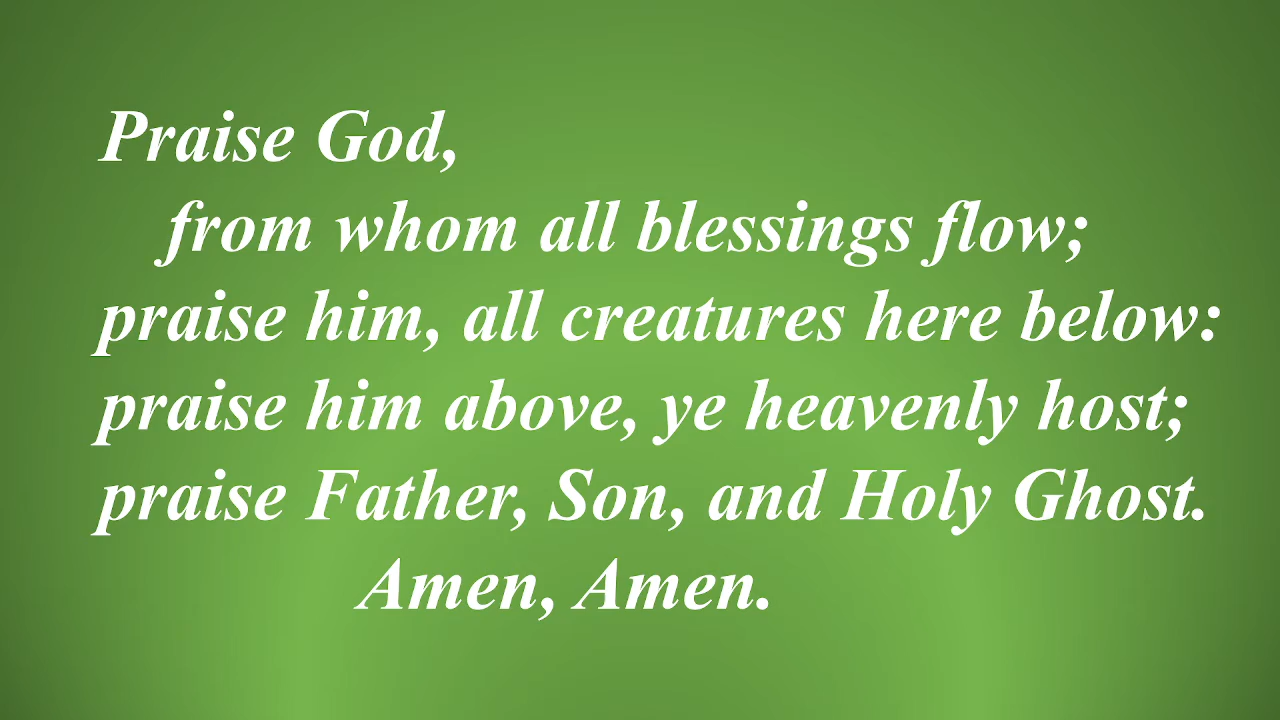 Praise God,
from whom all blessings flow;
praise him, all creatures here below:
praise him above, ye heavenly host;
praise Father, Son, and Holy Ghost.
Amen, Amen.